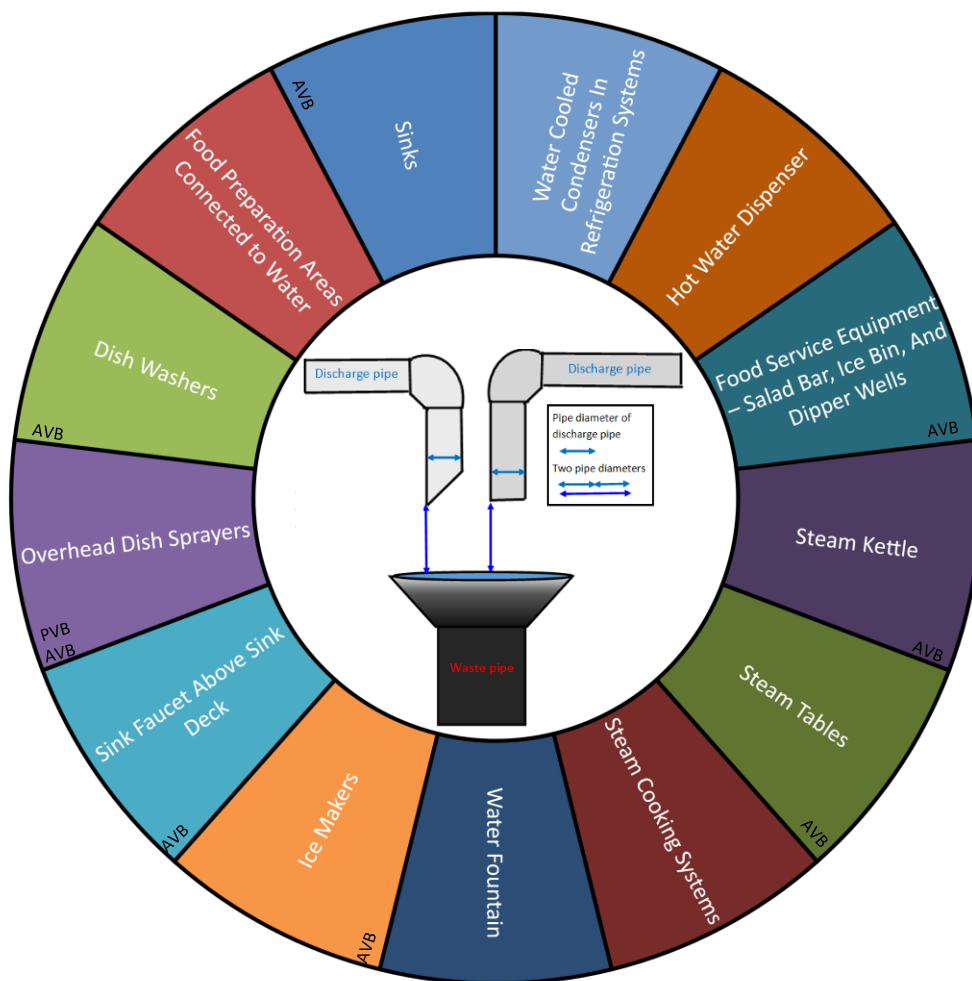 Water Cooled
Condensers In
Refrigeration Systems
Hot Water Dispenser
Food Service Equipment
– Salad Bar, Ice Bin, And
Dipper Wells
AVB
Steam Kettle
AVB
Steam Tables
AVB
Steam Cooking Systems
Water Fountain
Ice Makers
AVB
Sink Faucet Above Sink
Deck
AVB
Overhead Dish Sprayers
PVB
AVB
Dish Washers
AVB
Food Preparation Areas
Connected to Water
Sinks
AVB
Discharge pipe
Discharge pipe
Pipe diameter of
discharge pipe
Two pipe diameters
Waste pipe